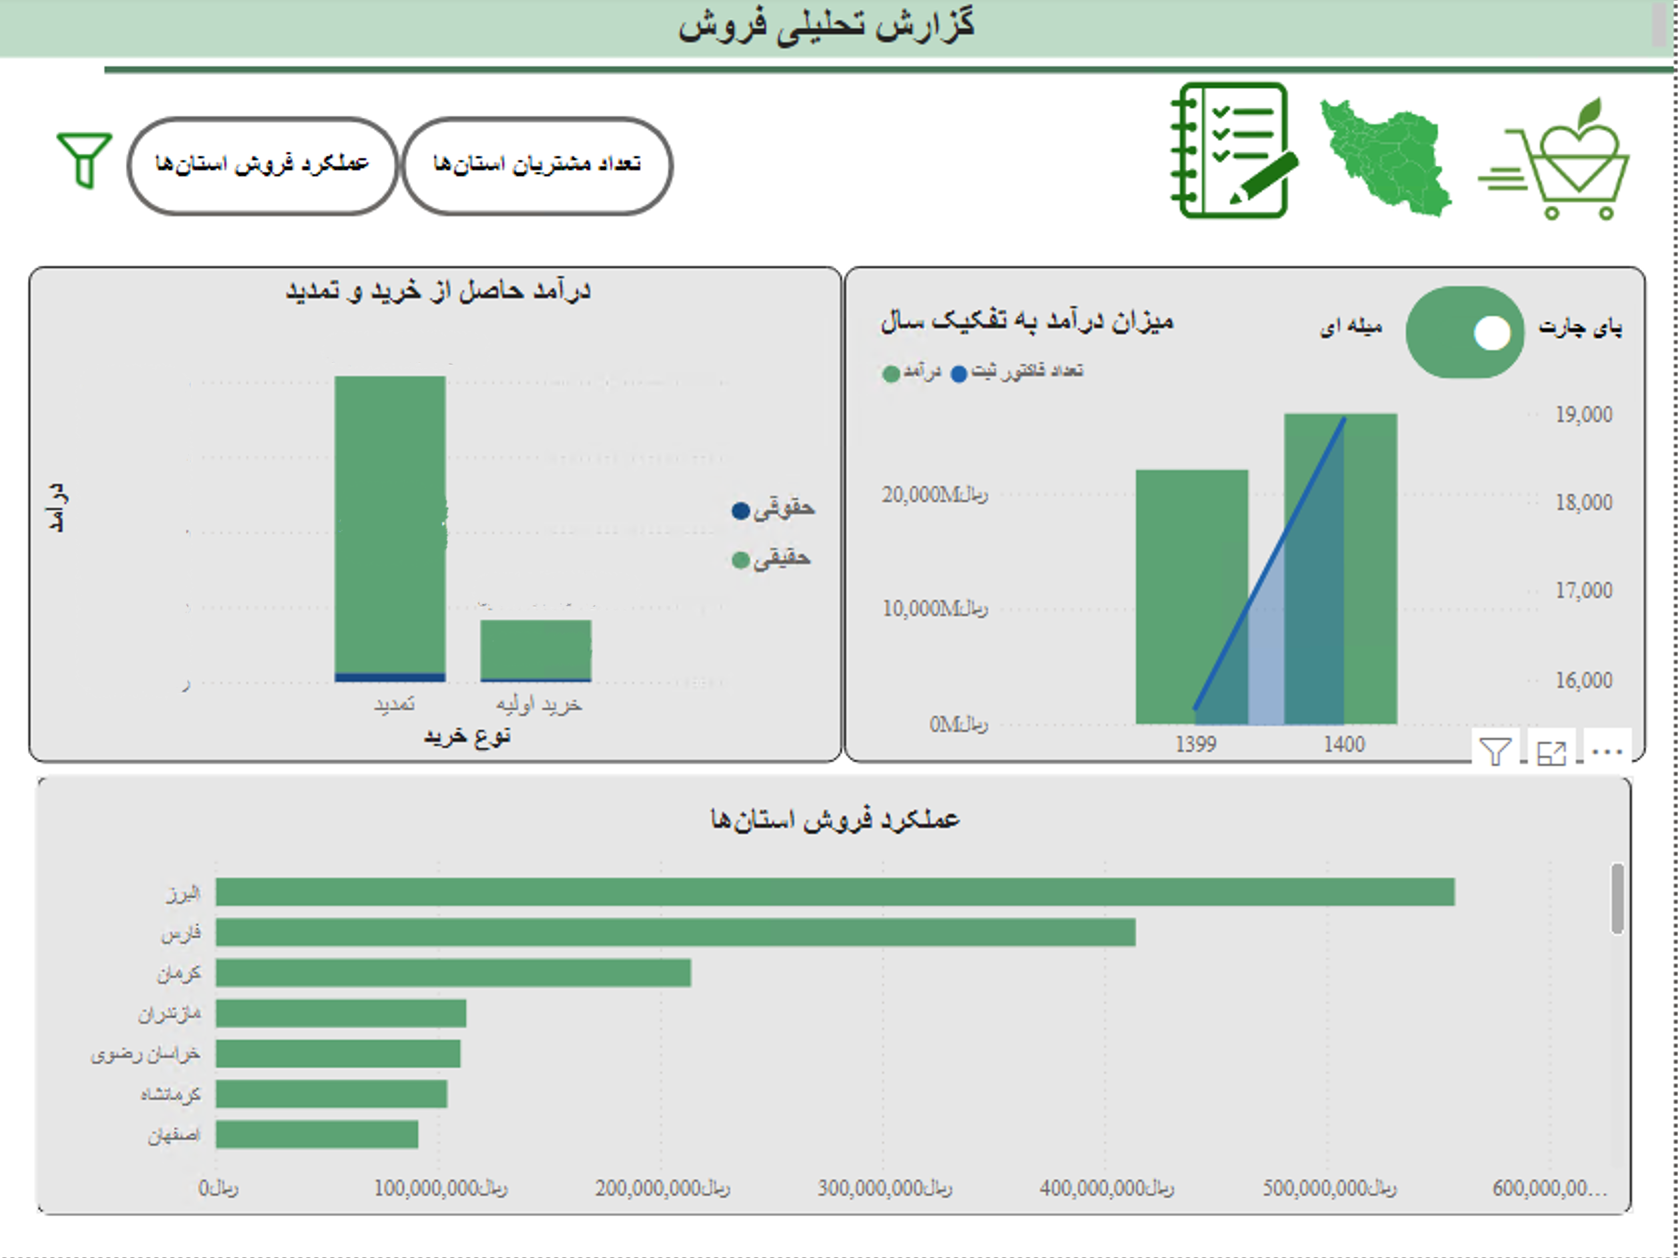 گزارش تحلیلی فروش
تعداد مشتریان استان‌ها
عملکرد فروش استان‌ها
پای چارت
میله ای
میزان درآمد به تفکیک سال
درآمد
تعداد فاکتور ثبت
19,000
18,000
17,000
16,000
20,000Mریال
10,000Mریال
0Mریال
1399
1400
درآمد حاصل از خرید و تمدید
درآمد
حقوقی
حقیقی
تمدید
خرید اولیه
نوع خرید
عملکرد فروش استان‌ها
البرز
فارس
کرمان
مازندران
خراسان رضوی
کرمانشاه
اصفهان
0ریال
100,000,000ریال
200,000,000ریال
300,000,000ریال
400,000,000ریال
500,000,000ریال
600,000,00...